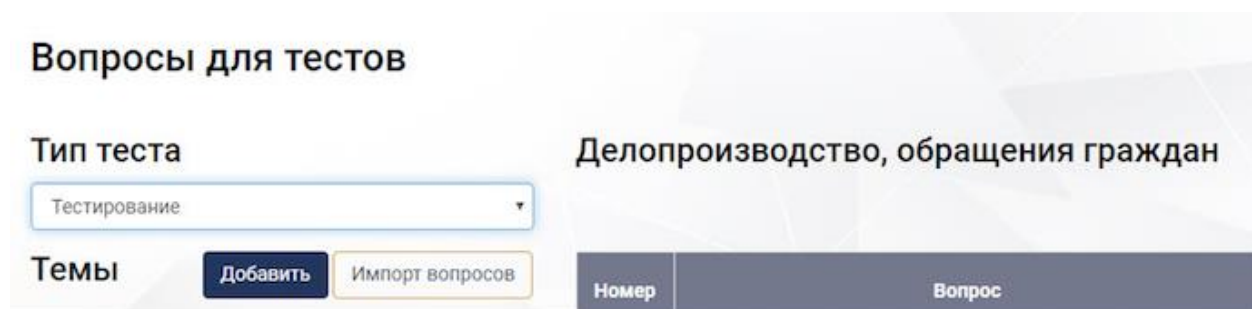 Вопросы для тестов
Тип теста
Тестирование
Темы Добавить Импорт вопросов
Делопроизводство, обращения граждан
Номер Вопрос